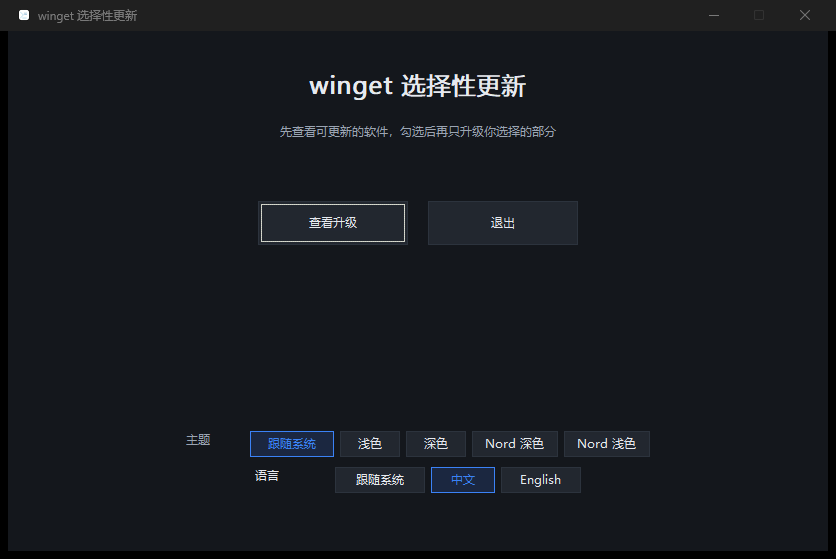 winget 选择性更新
winget 选择性更新
先查看可更新的软件，勾选后再只升级你选择的部分
查看升级 退出
主题 跟随系统 浅色 深色 Nord 深色 Nord 浅色
语言 跟随系统 中文 English